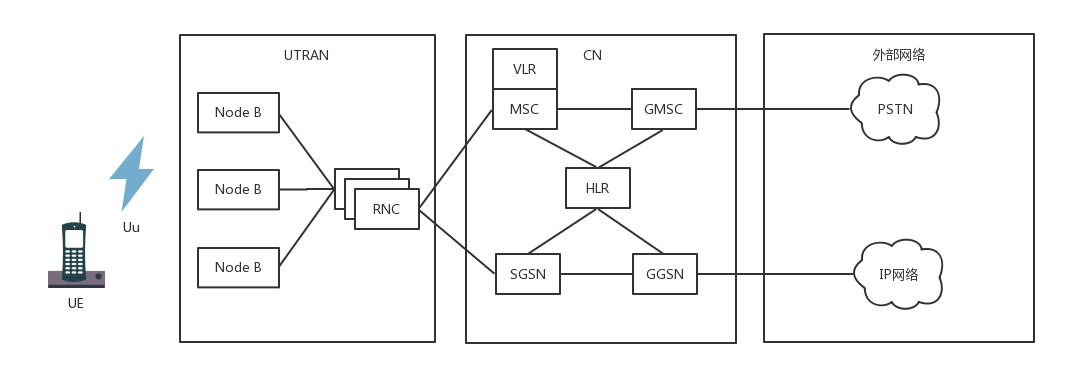 UTRAN
CN
外部网络
VLR
MSC
GMSC
PSTN
Node B
Node B
Node B
RNC
HLR
SGSN
GGSN
IP网络
Uu
UE